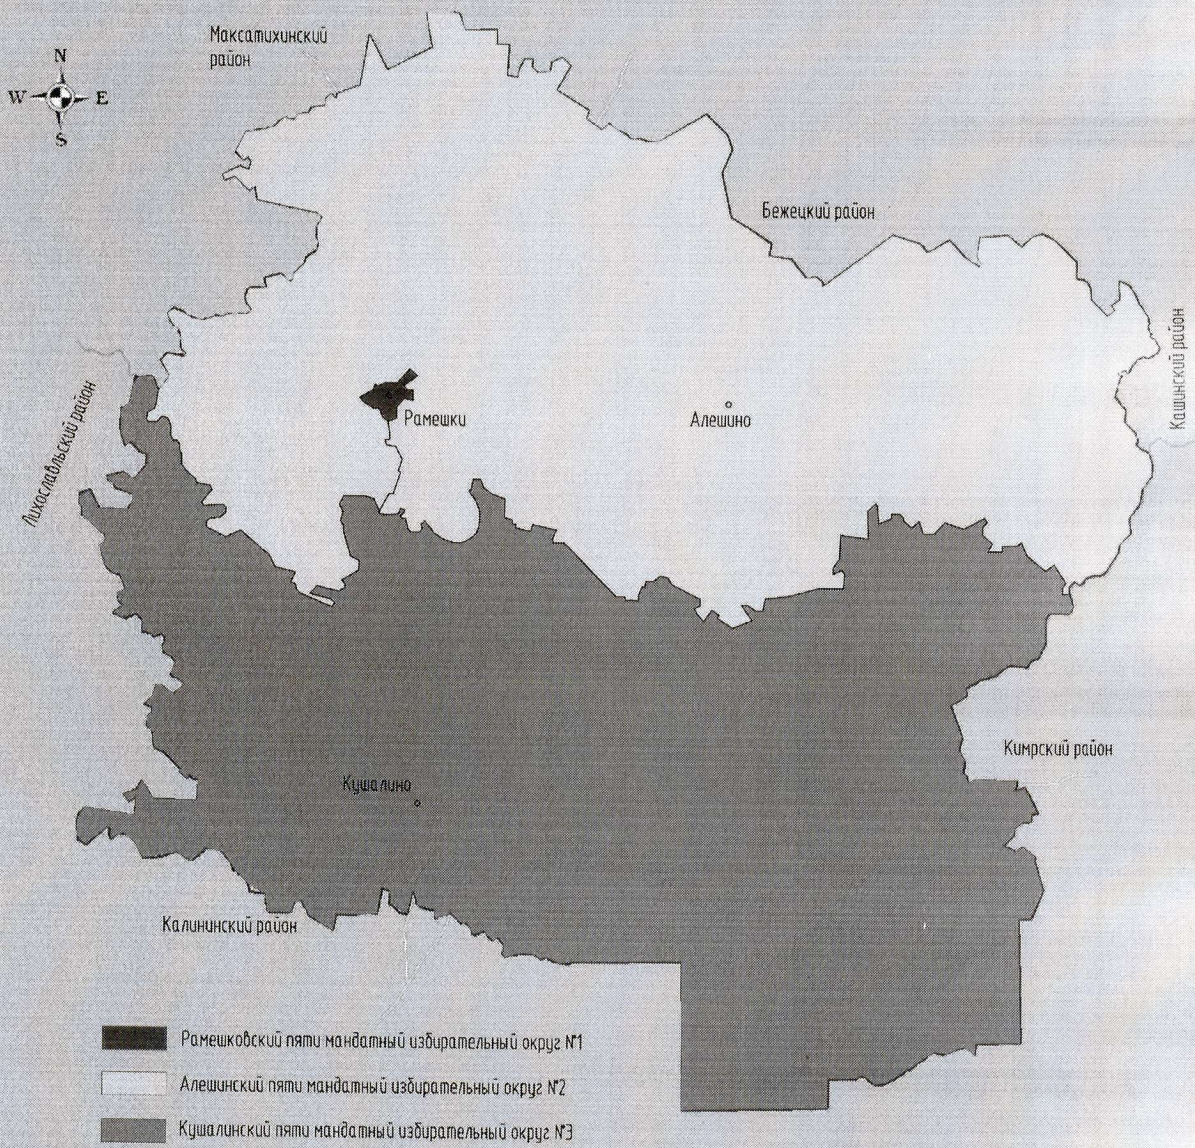 Максатихинский
район
N
W E
S
Бежецкий район
Кашинский район
Лихославльский район
Рамешки
Алешино
Кимрский район
Кушалино
Калининский район
Рамешковский пяти мандатный избирательный округ №1
Алешинский пяти мандатный избирательный округ №2
Кушалинский пяти мандатный избирательный округ №3